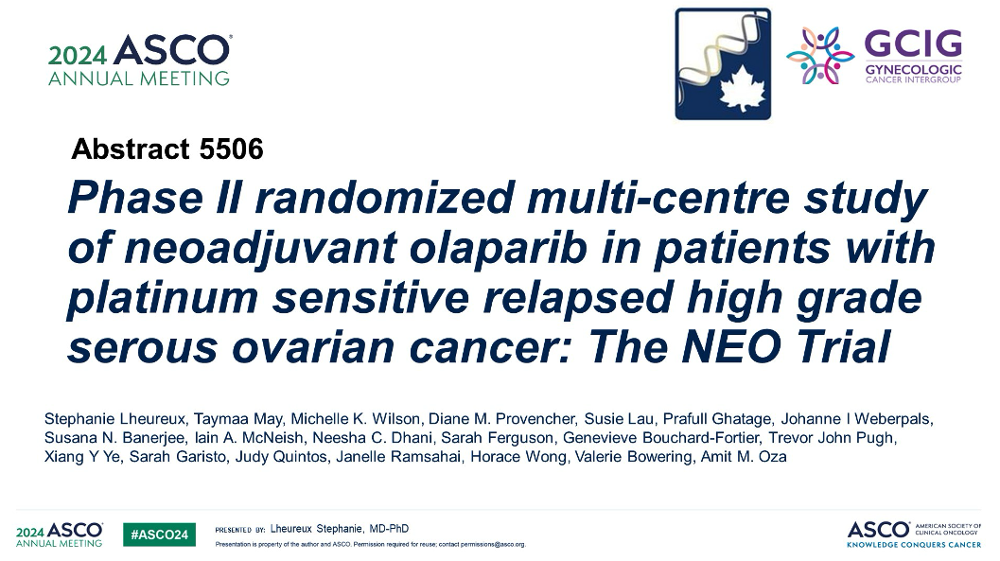 2024 ASCO®
ANNUAL MEETING
GCIG
GYNECOLOGIC
CANCER INTERGROUP
Abstract 5506
Phase II randomized multi-centre study
of neoadjuvant olaparib in patients with
platinum sensitive relapsed high grade
serous ovarian cancer: The NEO Trial
Stephanie Lheureux, Taymaa May, Michelle K. Wilson, Diane M. Provencher, Susie Lau, Prafull Ghatage, Johanne I Weberpals,
Susana N. Banerjee, Iain A. McNeish, Neesha C. Dhani, Sarah Ferguson, Genevieve Bouchard-Fortier, Trevor John Pugh,
Xiang Y Ye, Sarah Garisto, Judy Quintos, Janelle Ramsahai, Horace Wong, Valerie Bowering, Amit M. Oza
2024 ASCO®
ANNUAL MEETING
#ASCO24
PRESENTED BY: Lheureux Stephanie, MD-PhD
Presentation is property of the author and ASCO. Permission required for reuse; contact permissions@asco.org.
ASCO® AMERICAN SOCIETY OF
CLINICAL ONCOLOGY
KNOWLEDGE CONQUERS CANCER